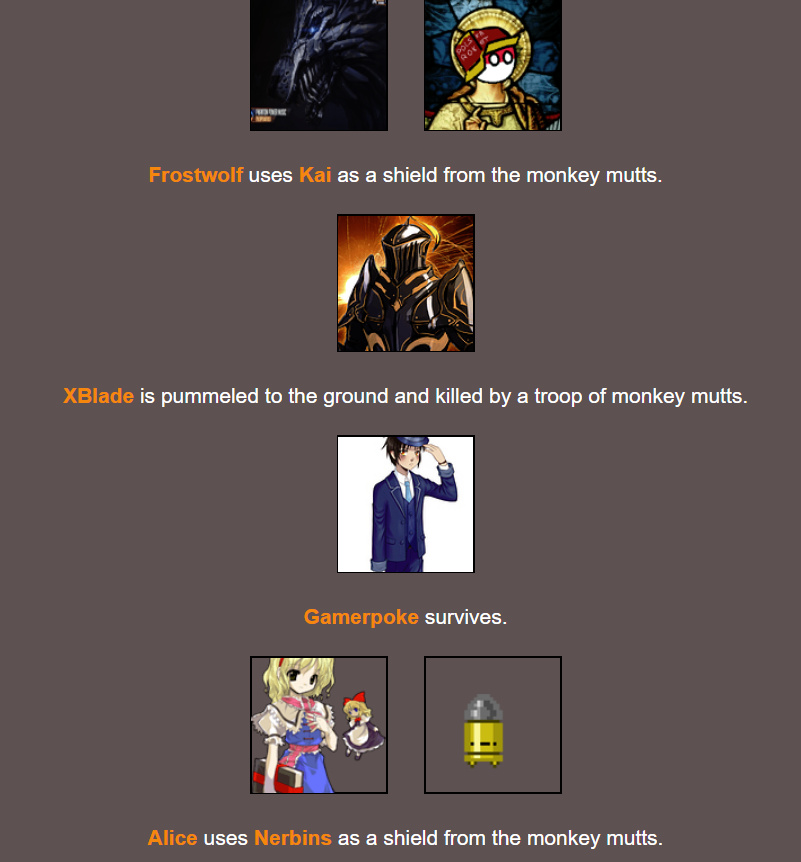 Frostwolf uses Kai as a shield from the monkey mutts.
XBlade is pummeled to the ground and killed by a troop of monkey mutts.
Gamerpoke survives.
Alice uses Nerbins as a shield from the monkey mutts.